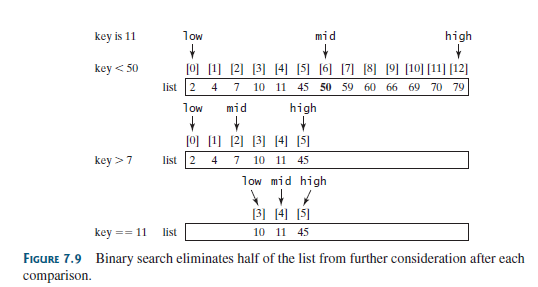 key is 11 low mid high
key < 50 [0] [1] [2] [3] [4] [5] [6] [7] [8] [9] [10] [11] [12]
list 2 4 7 10 11 45 50 59 60 66 69 70 79
low mid high
[0] [1] [2] [3] [4] [5]
key > 7 list 2 4 7 10 11 45
low mid high
[3] [4] [5]
key == 11 list 10 11 45
FIGURE 7.9 Binary search eliminates half of the list from further consideration after each
comparison.